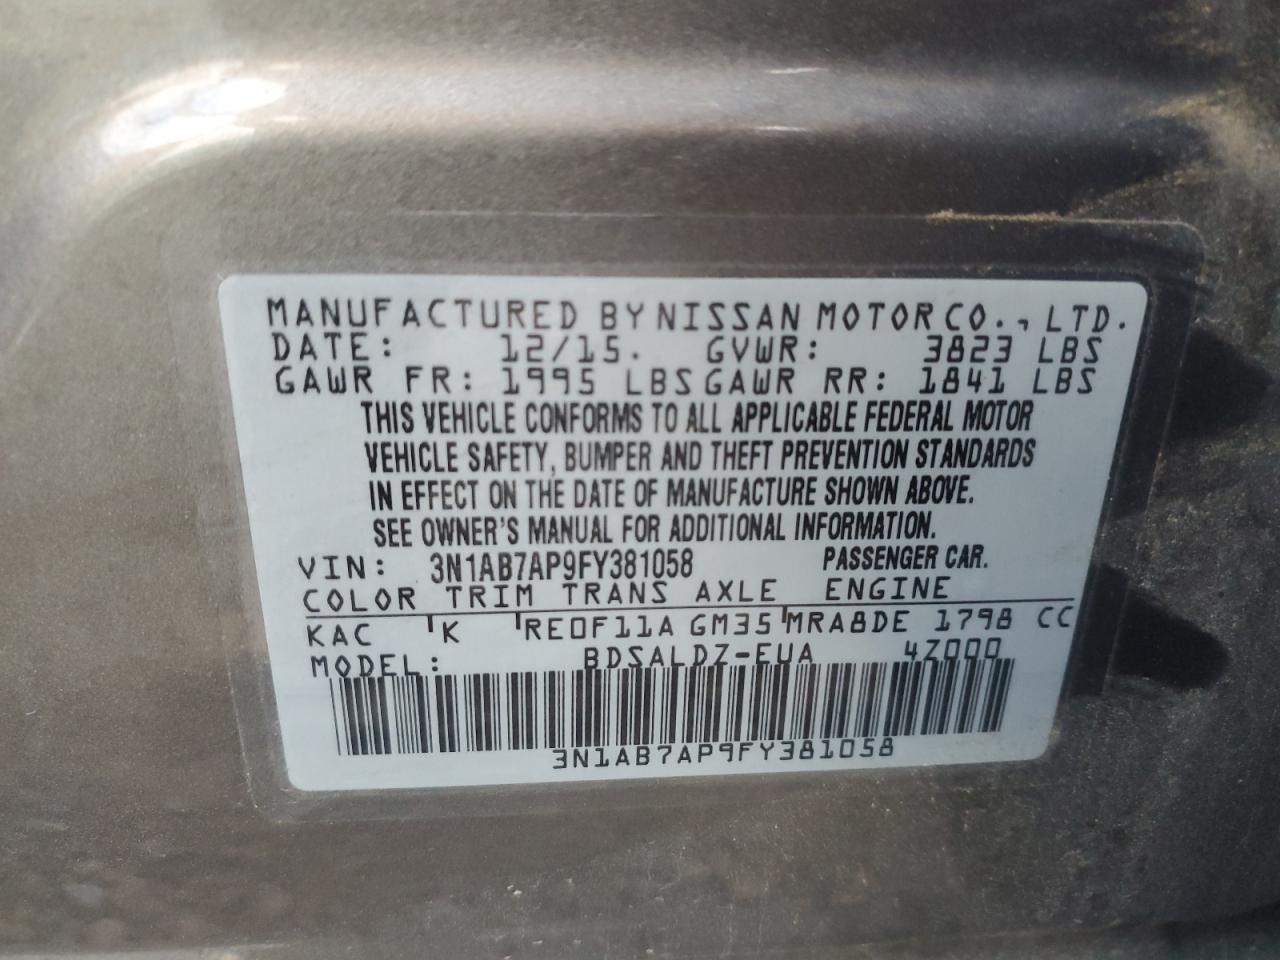 MANUFACTURED BY NISSAN MOTOR CO., LTD.
DATE: 12/15. GVWR: 3823 LBS
GAWR FR: 1995 LBS GAWR RR: 1841 LBS
THIS VEHICLE CONFORMS TO ALL APPLICABLE FEDERAL MOTOR
VEHICLE SAFETY, BUMPER AND THEFT PREVENTION STANDARDS
IN EFFECT ON THE DATE OF MANUFACTURE SHOWN ABOVE.
SEE OWNER'S MANUAL FOR ADDITIONAL INFORMATION.
VIN: 3N1AB7AP9FY381058 PASSENGER CAR.
COLOR TRIM TRANS AXLE ENGINE
KAC K RE0F11A GM35 MRA8DE 1798 CC
MODEL: BDSALDZ-EUA 4Z000
3N1AB7AP9FY381058